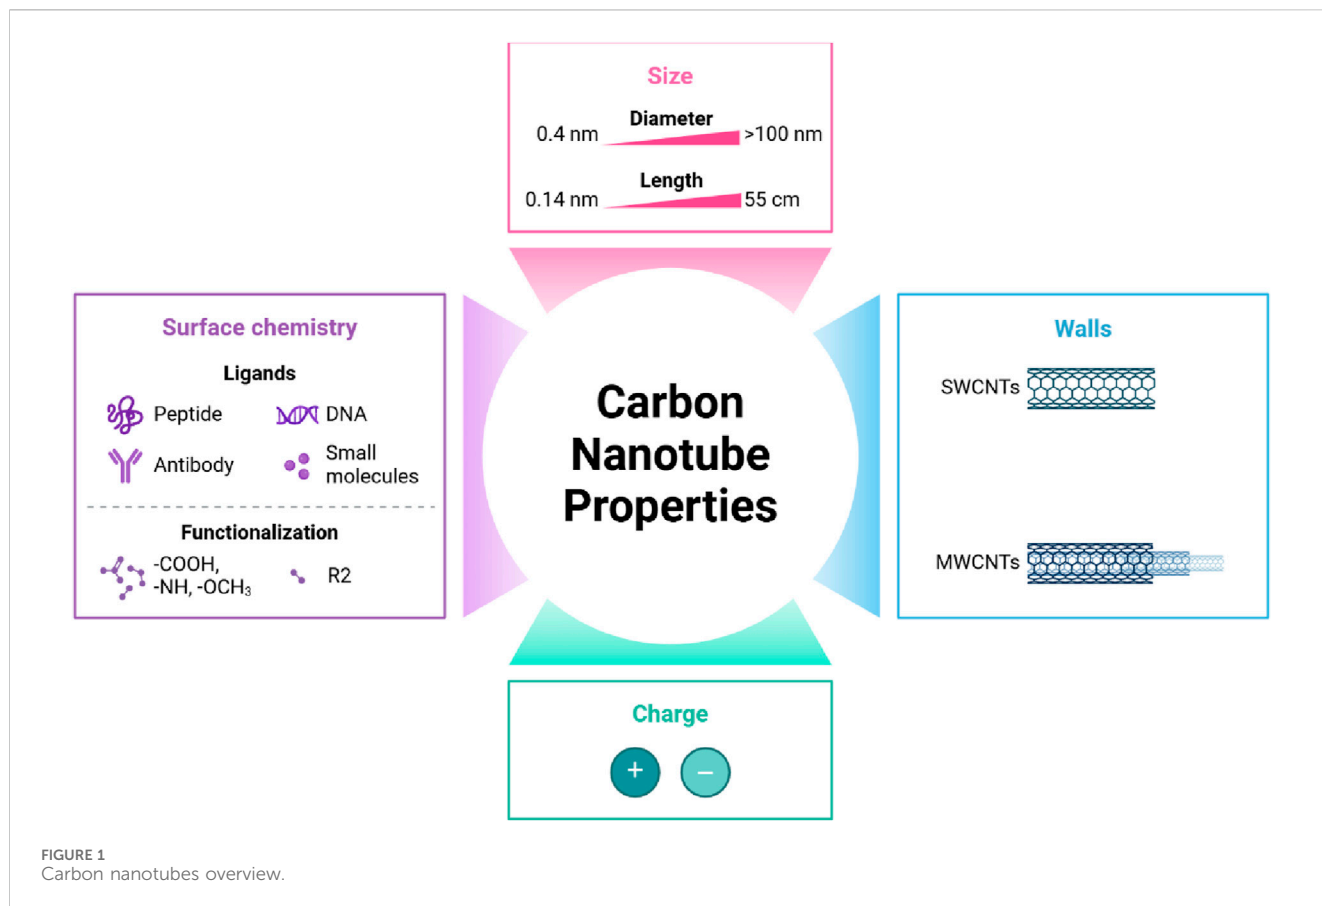 Size
Diameter
0.4 nm >100 nm
Length
0.14 nm 55 cm
Surface chemistry
Ligands
Peptide
DNA
Antibody
Small
molecules
Functionalization
-COOH,
-NH, -OCH₃
R2
Carbon
Nanotube
Properties
Walls
SWCNTs
MWCNTs
Charge
+ –
FIGURE 1
Carbon nanotubes overview.